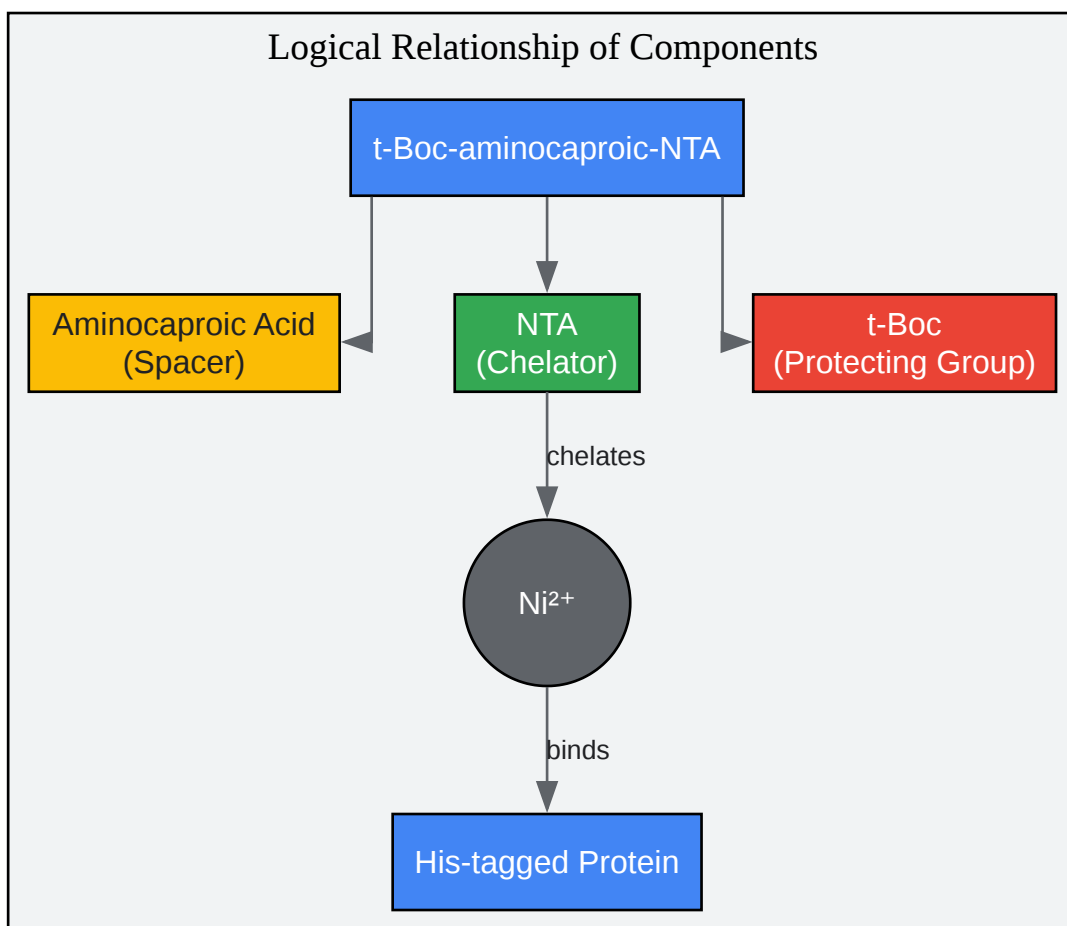 Logical Relationship of Components
t-Boc-aminocaproic-NTA
Aminocaproic Acid
(Spacer)
NTA
(Chelator)
t-Boc
(Protecting Group)
chelates
Ni²⁺
binds
His-tagged Protein